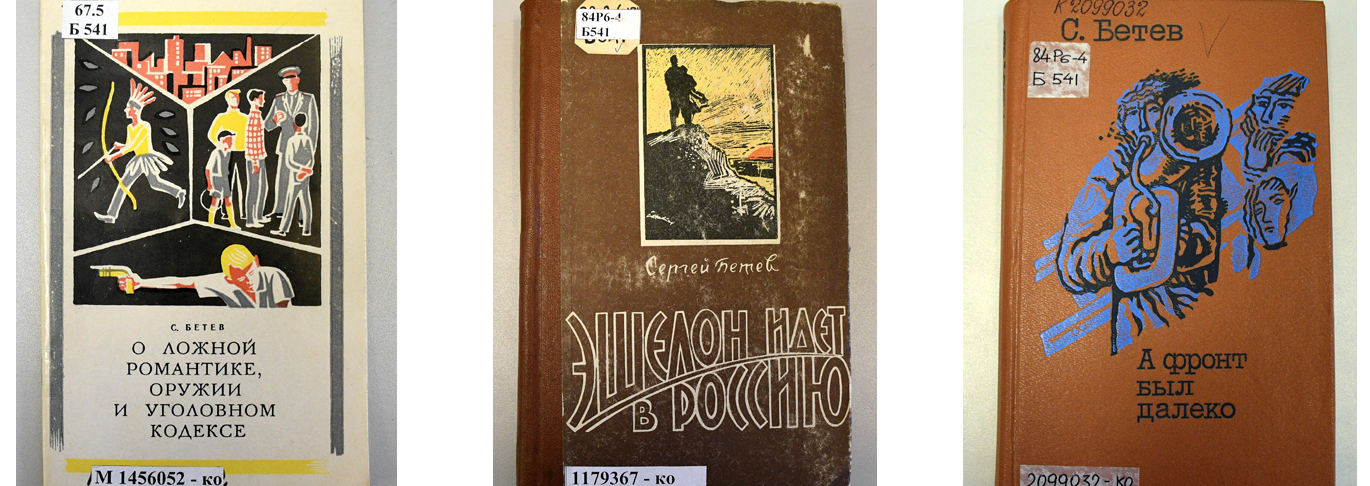 67.5
Б 541
С. БЕТЕВ
О ЛОЖНОЙ
РОМАНТИКЕ,
ОРУЖИИ
И УГОЛОВНОМ
КОДЕКСЕ
М 1456052 - ко
84Р6-4
Б541
Сергей Бетев
ЭШЕЛОН ИДЕТ
В РОССИЮ
1179367 - ко
К 2099032
С. Бетев
84Р6-4
Б 541
А фронт
был
далеко
2099032 - ко